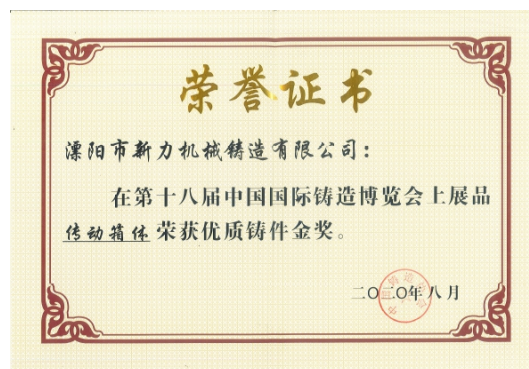 荣誉证书
溧阳市新力机械铸造有限公司：
在第十八届中国国际铸造博览会上展品
传动箱体 荣获优质铸件金奖。
二〇二〇年八月